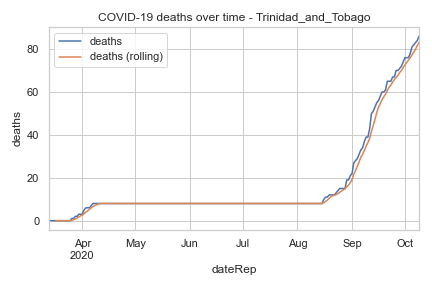 COVID-19 deaths over time - Trinidad_and_Tobago
deaths
deaths (rolling)
80
60
40
20
0
deaths
Apr May Jun Jul Aug Sep Oct
2020
dateRep